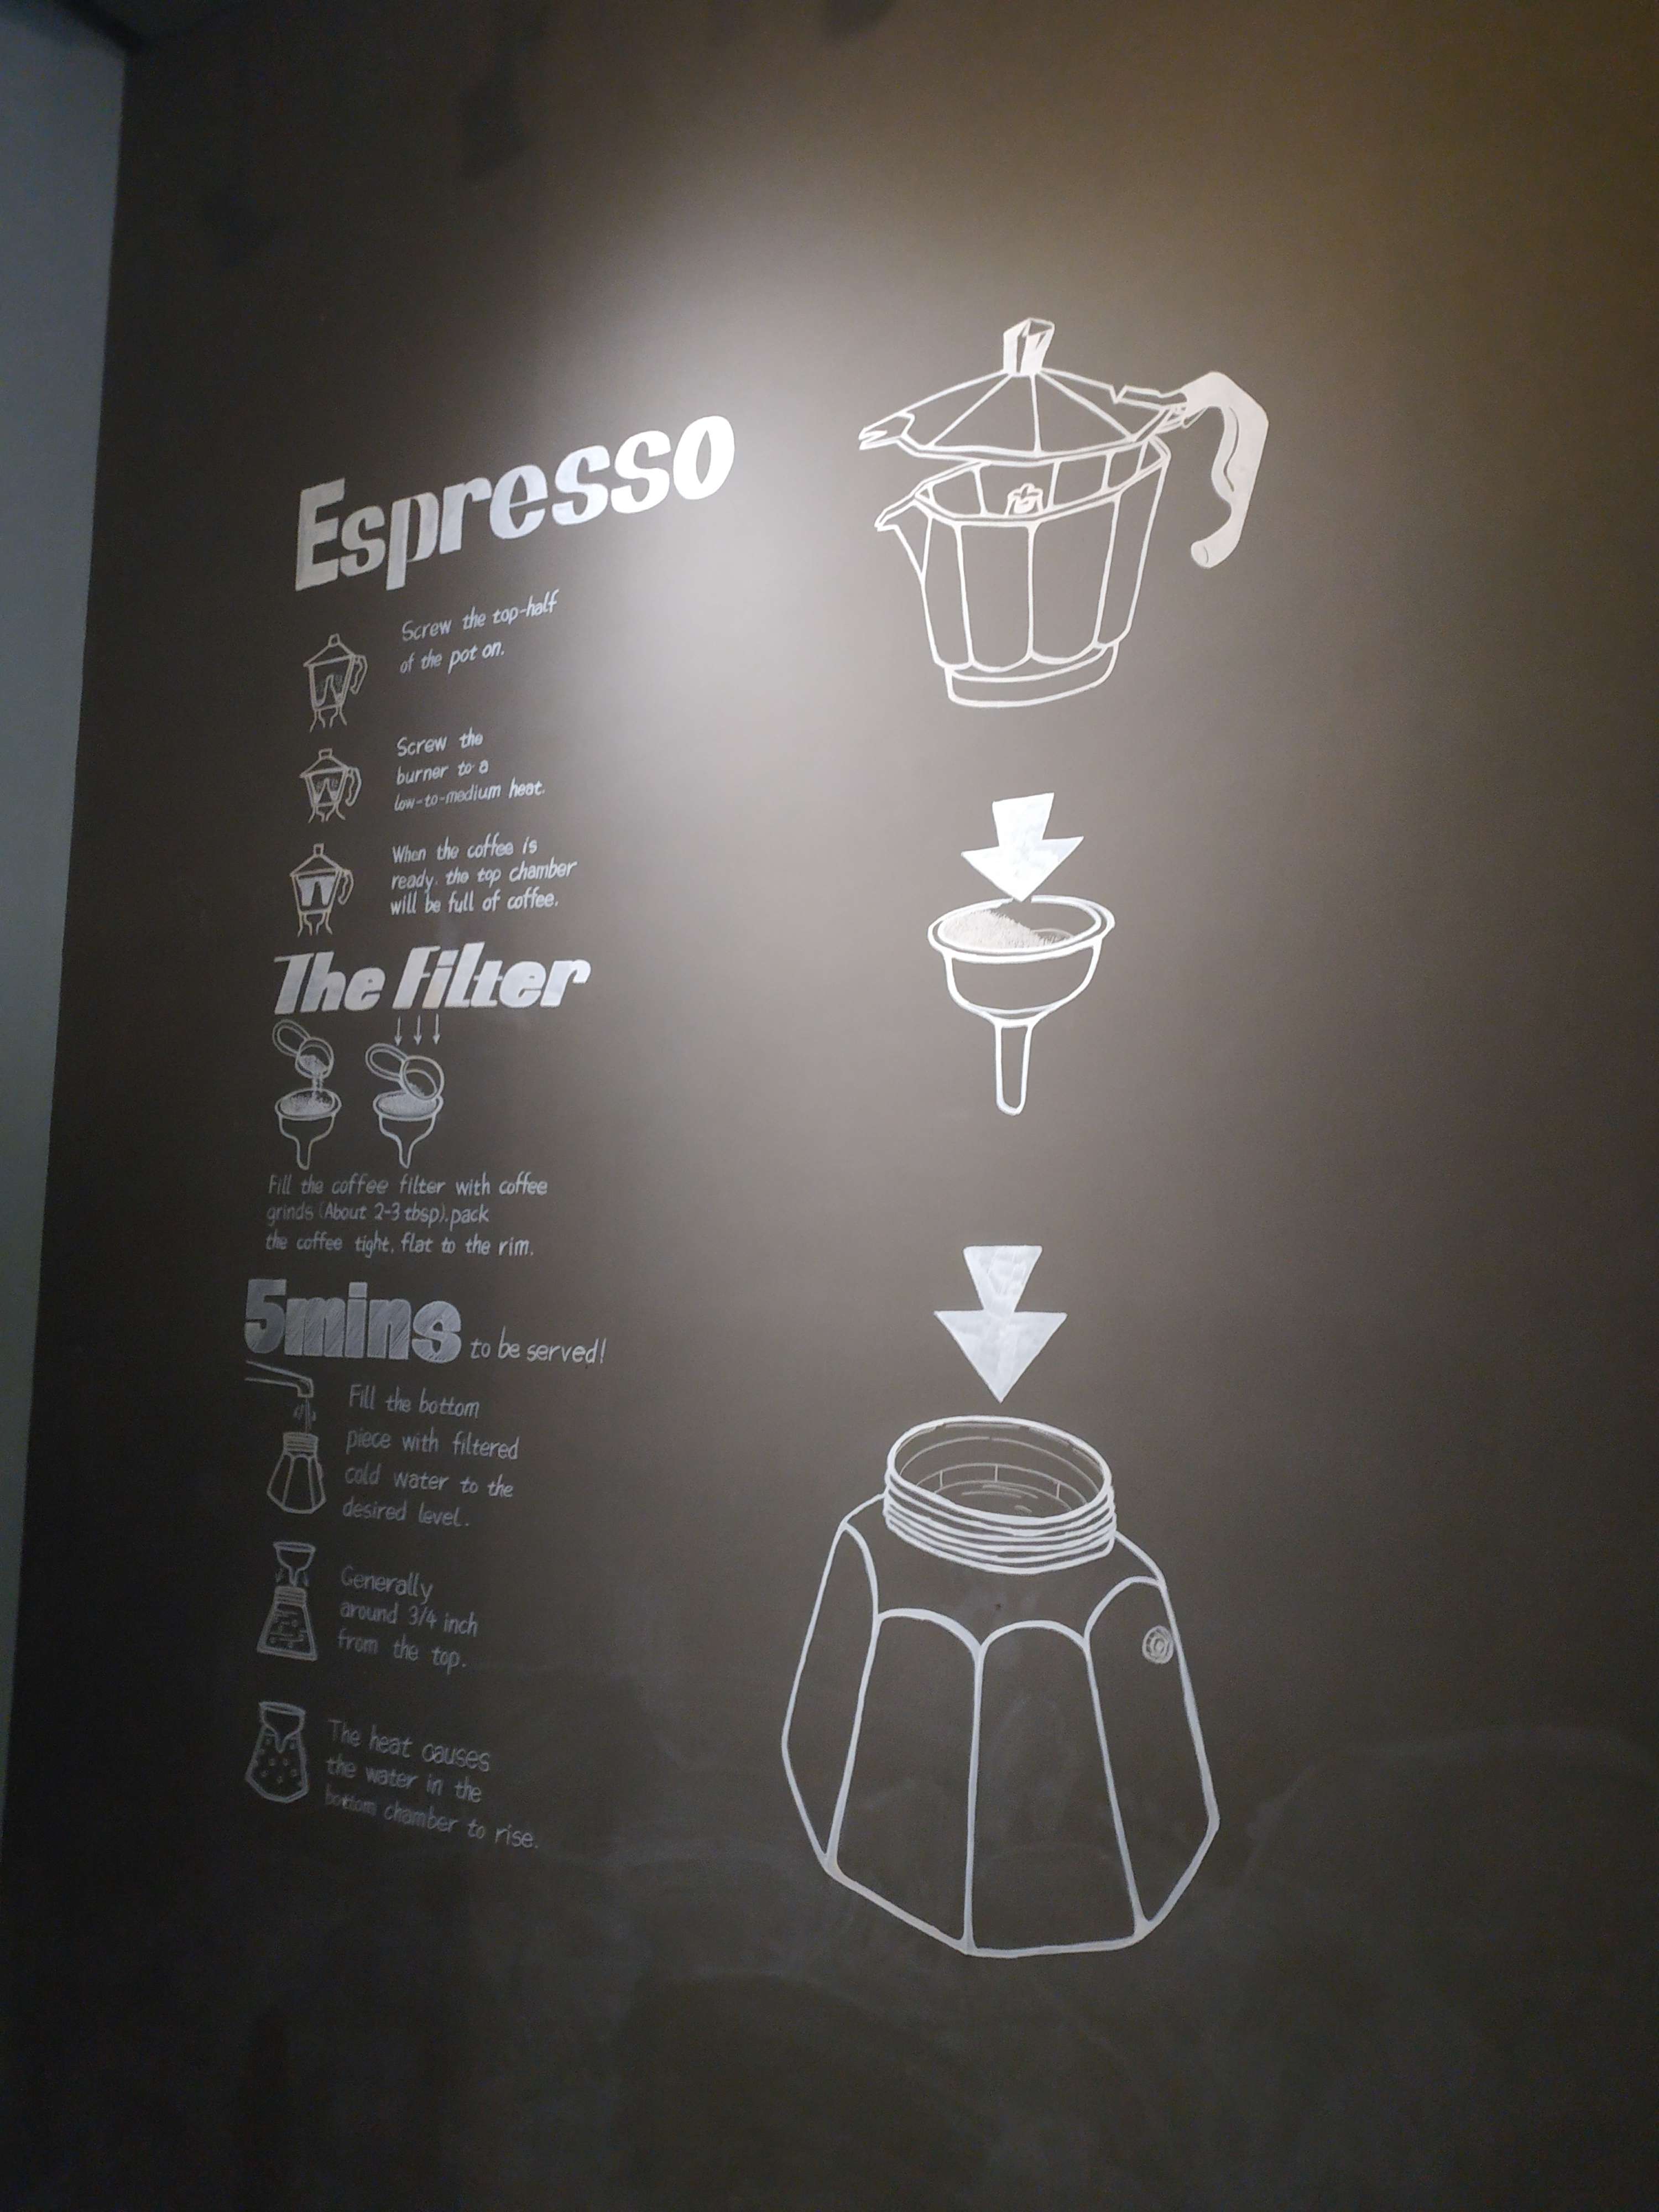 Espresso
Screw the top-half
of the pot on.
Screw the
burner to a
low-to-medium heat.
When the coffee is
ready. the top chamber
will be full of coffee.
The Filter
Fill the coffee filter with coffee
grinds (About 2-3 tbsp). pack
the coffee tight, flat to the rim.
5mins to be served!
Fill the bottom
piece with filtered
cold water to the
desired level.
Generally
around 3/4 inch
from the top.
The heat causes
the water in the
bottom chamber to rise.